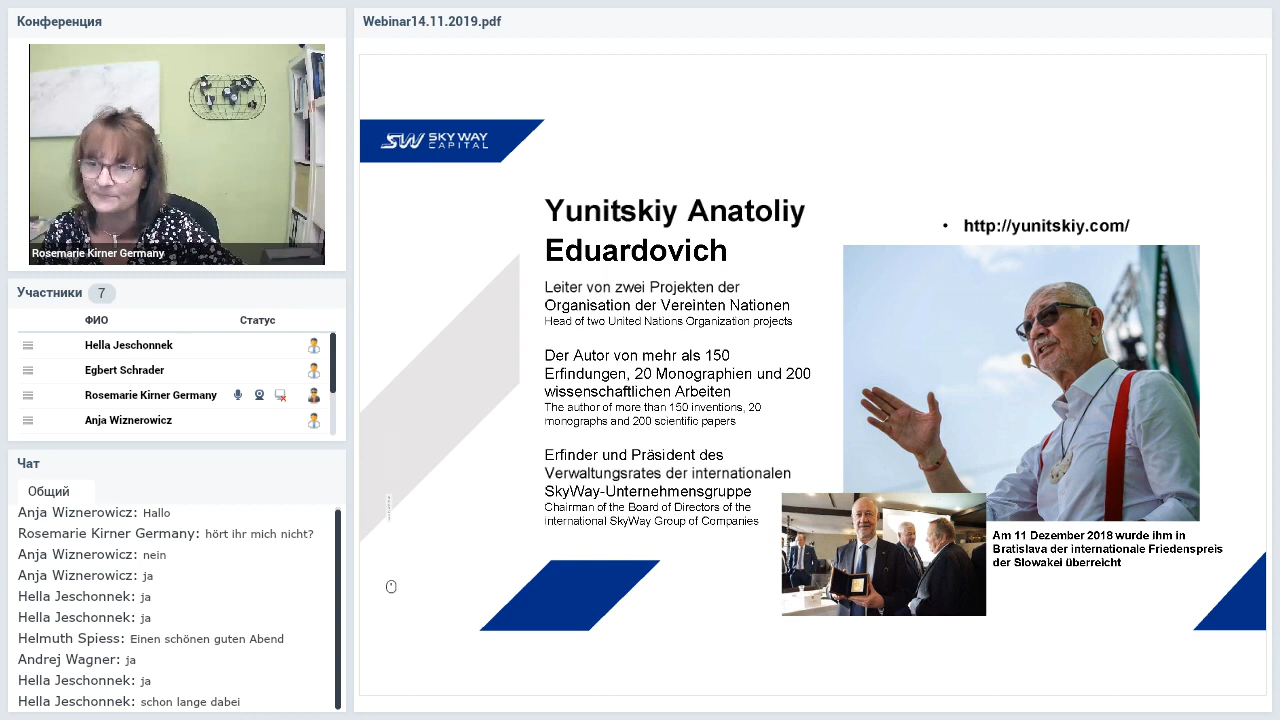 Конференция
Rosemarie Kirner Germany
Участники 7
ФИО Статус
Hella Jeschonnek
Egbert Schrader
Rosemarie Kirner Germany
Anja Wiznerowicz
Чат
Общий
Anja Wiznerowicz: Hallo
Rosemarie Kirner Germany: hört ihr mich nicht?
Anja Wiznerowicz: nein
Anja Wiznerowicz: ja
Hella Jeschonnek: ja
Hella Jeschonnek: ja
Helmuth Spiess: Einen schönen guten Abend
Andrej Wagner: ja
Hella Jeschonnek: ja
Hella Jeschonnek: schon lange dabei
Webinar14.11.2019.pdf
SW SKYWAY
CAPITAL
Yunitskiy Anatoliy
Eduardovich
Leiter von zwei Projekten der
Organisation der Vereinten Nationen
Head of two United Nations Organization projects
Der Autor von mehr als 150
Erfindungen, 20 Monographien und 200
wissenschaftlichen Arbeiten
The author of more than 150 inventions, 20
monographs and 200 scientific papers
Erfinder und Präsident des
Verwaltungsrates der internationalen
SkyWay-Unternehmensgruppe
Chairman of the Board of Directors of the
international SkyWay Group of Companies
• http://yunitskiy.com/
Am 11 Dezember 2018 wurde ihm in
Bratislava der internationale Friedenspreis
der Slowakei überreicht